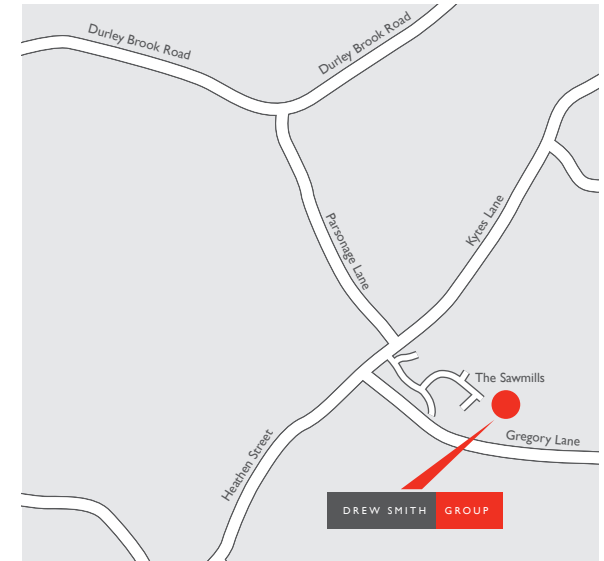 Durley Brook Road
Durley Brook Road
Parsonage Lane
Kytes Lane
The Sawmills
Gregory Lane
Heathen Street
DREW SMITH GROUP